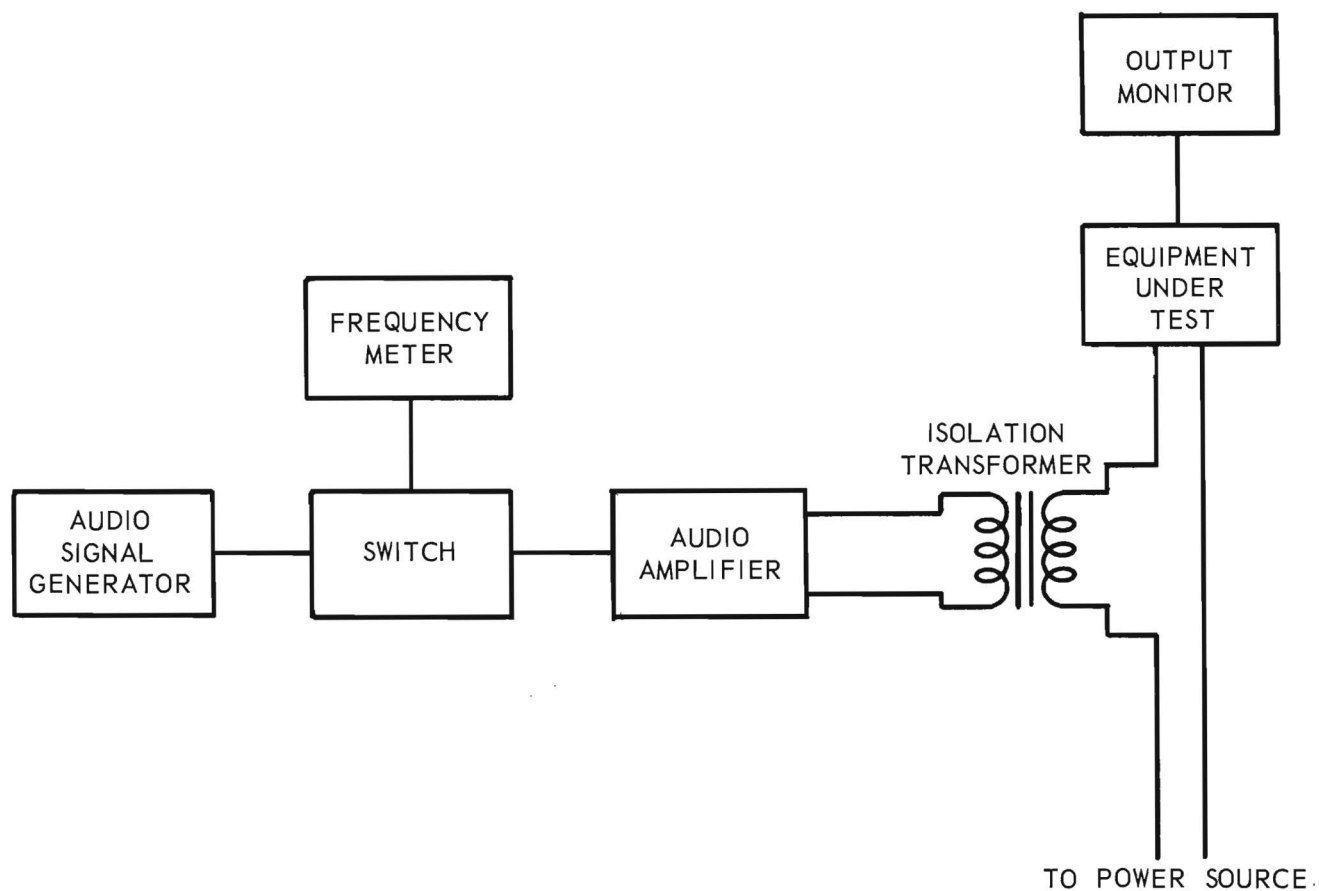 OUTPUT
MONITOR
EQUIPMENT
UNDER
TEST
FREQUENCY
METER
ISOLATION
TRANSFORMER
AUDIO
SIGNAL
GENERATOR
SWITCH
AUDIO
AMPLIFIER
TO POWER SOURCE